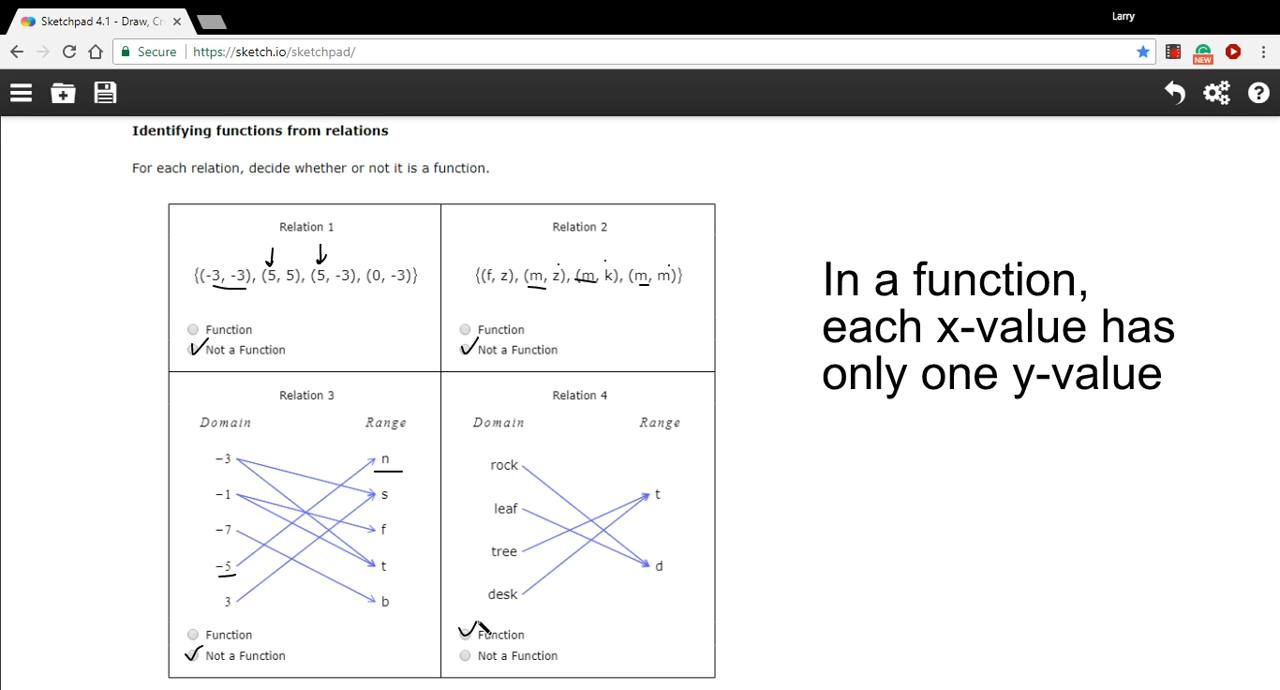 Larry
Sketchpad 4.1 - Draw, Cr
Secure https://sketch.io/sketchpad/
NEW
Identifying functions from relations
For each relation, decide whether or not it is a function.
Relation 1
{(-3, -3), (5, 5), (5, -3), (0, -3)}
Function
Not a Function
Relation 2
{(f, z), (m, z), (m, k), (m, m)}
Function
Not a Function
Relation 3
Domain Range
-3 n
-1 s
-7 f
-5 t
3 b
Function
Not a Function
Relation 4
Domain Range
rock
t
leaf
tree
d
desk
Function
Not a Function
In a function,
each x-value has
only one y-value